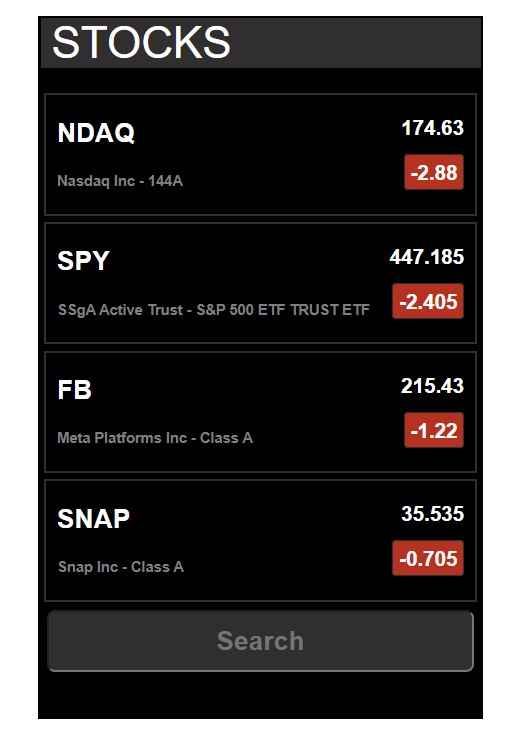 STOCKS
NDAQ 174.63
Nasdaq Inc - 144A -2.88
SPY 447.185
SSgA Active Trust - S&P 500 ETF TRUST ETF -2.405
FB 215.43
Meta Platforms Inc - Class A -1.22
SNAP 35.535
Snap Inc - Class A -0.705
Search